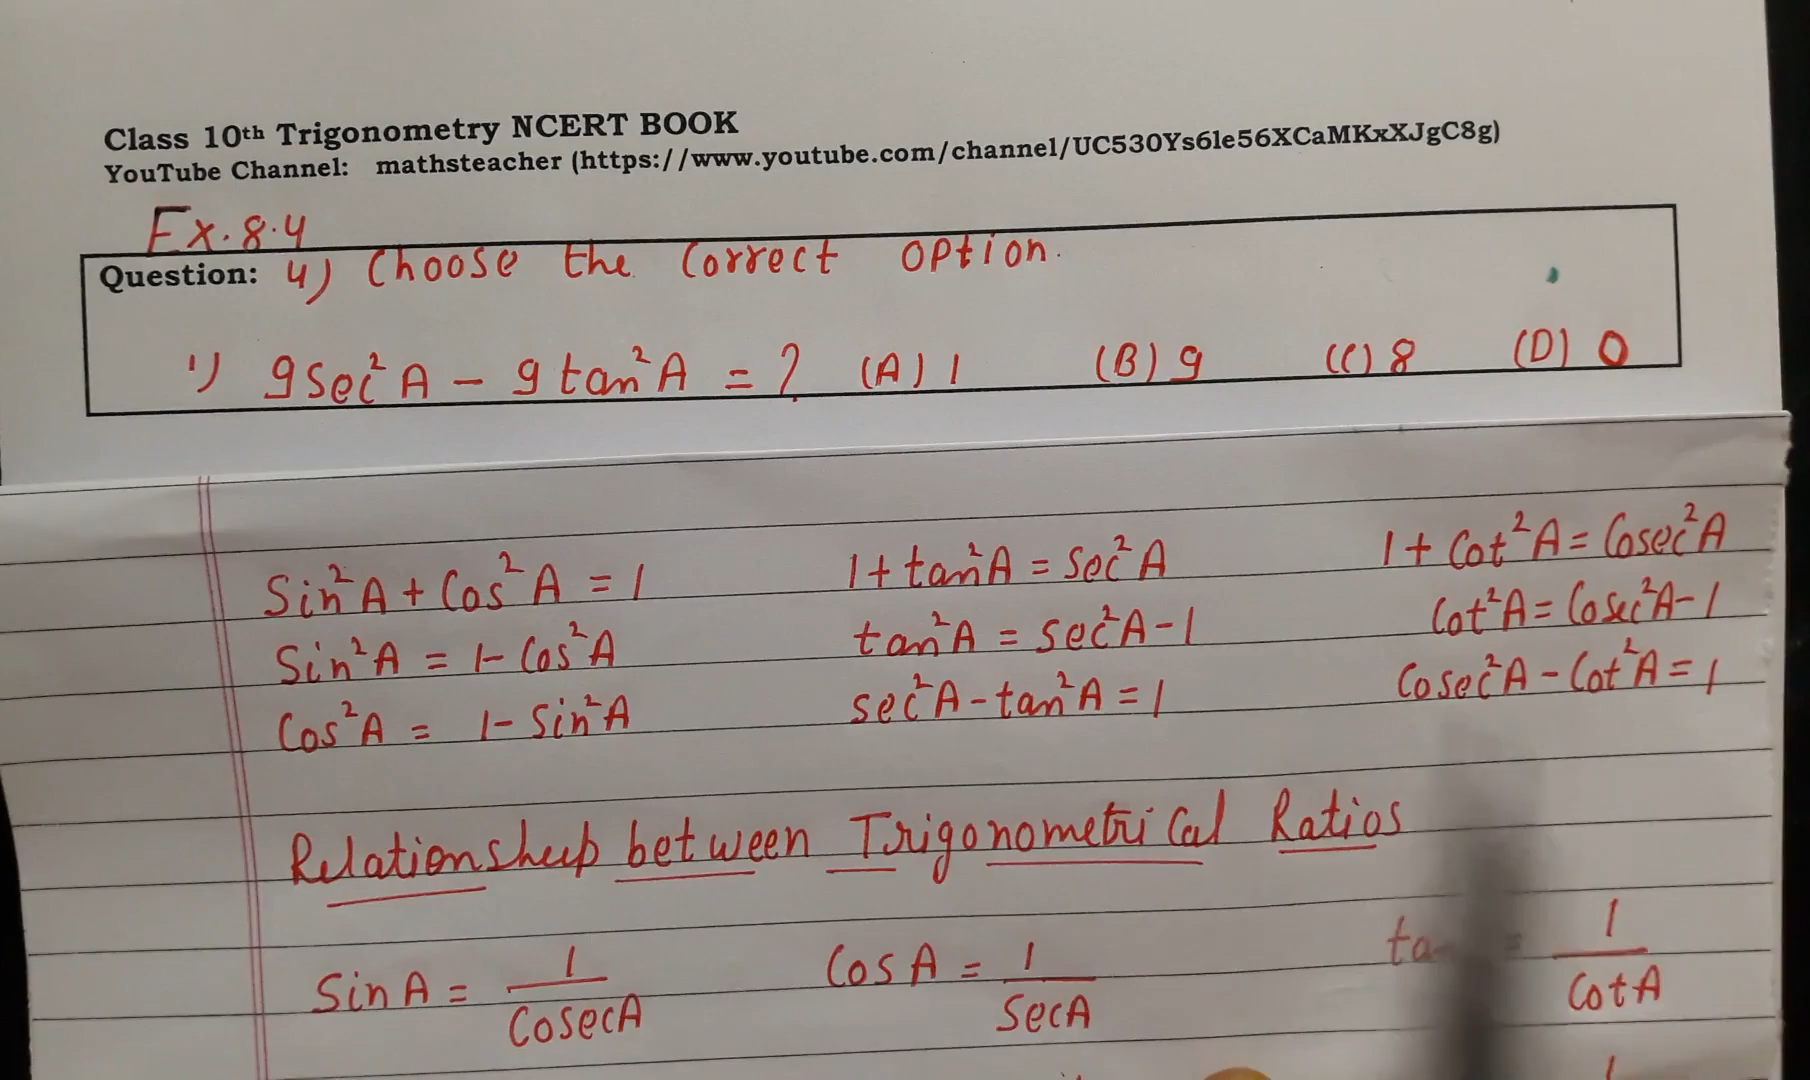 Class 10th Trigonometry NCERT BOOK
YouTube Channel: mathsteacher (https://www.youtube.com/channel/UC530Ys6le56XCaMKxXJgC8g)
Ex.8.4
Question: 4) Choose the Correct option.
1) 9sec²A - 9tan²A = ? (A) 1 (B) 9 (C) 8 (D) 0
Sin²A + Cos²A = 1 1 + tan²A = Sec²A 1 + Cot²A = Cosec²A
Sin²A = 1 - Cos²A tan²A = sec²A - 1 Cot²A = Cosec²A - 1
Cos²A = 1 - Sin²A sec²A - tan²A = 1 Cosec²A - Cot²A = 1
Relationsheep between Trigonometrical Ratios
Sin A = 1/CosecA Cos A = 1/SecA ta = 1/CotA